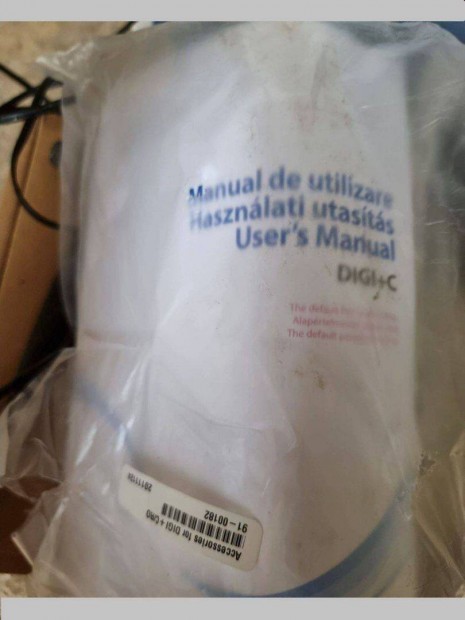 Manual de utilizare
Használati utasítás
User's Manual
DIGI+C
The default
The default
Accessories for DIGI
91-00182